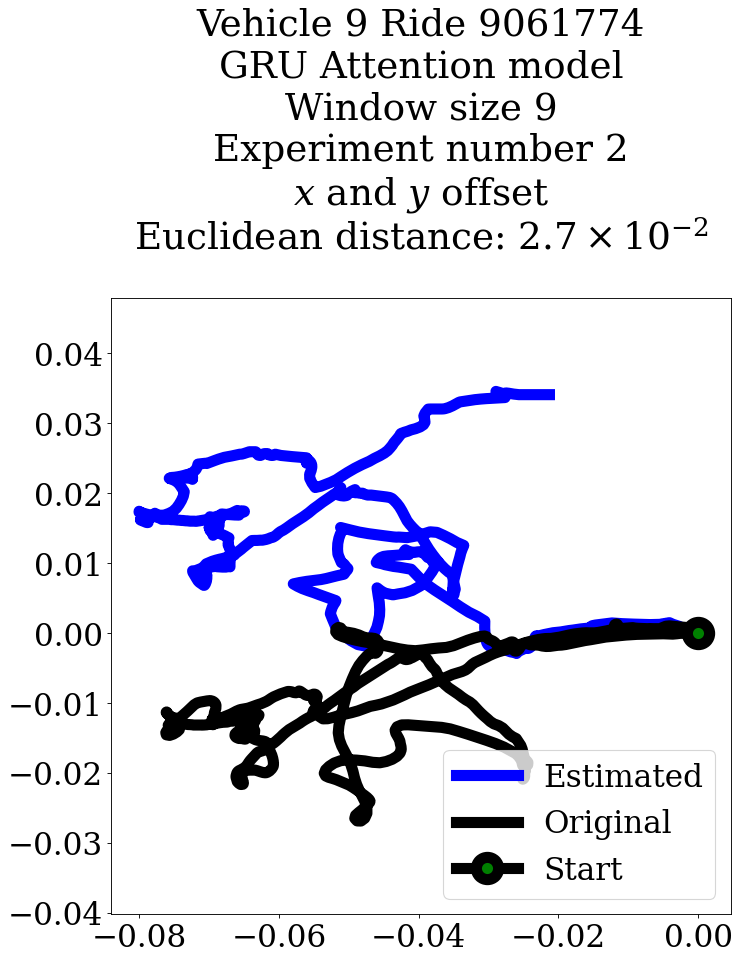 Vehicle 9 Ride 9061774
GRU Attention model
Window size 9
Experiment number 2
x and y offset
Euclidean distance: 2.7 × 10⁻²
0.04
0.03
0.02
0.01
0.00
−0.01
−0.02
−0.03
−0.04
Estimated
Original
Start
−0.08 −0.06 −0.04 −0.02 0.00